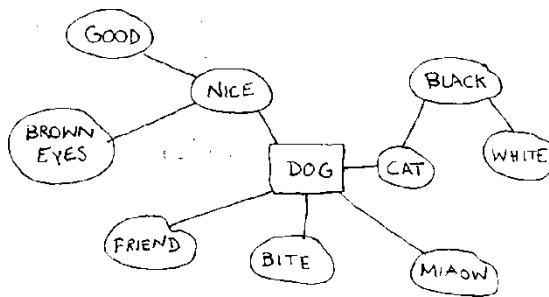 GOOD
NICE
BLACK
BROWN
EYES
WHITE
DOG
CAT
FRIEND
BITE
MIAOW